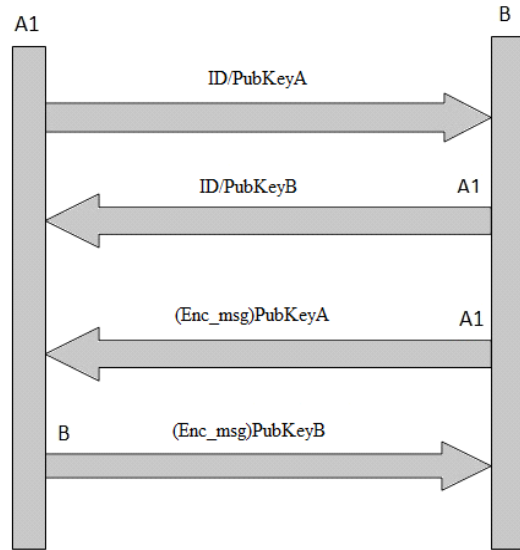 A1
B
ID/PubKeyA
ID/PubKeyB
A1
(Enc_msg)PubKeyA
A1
B
(Enc_msg)PubKeyB